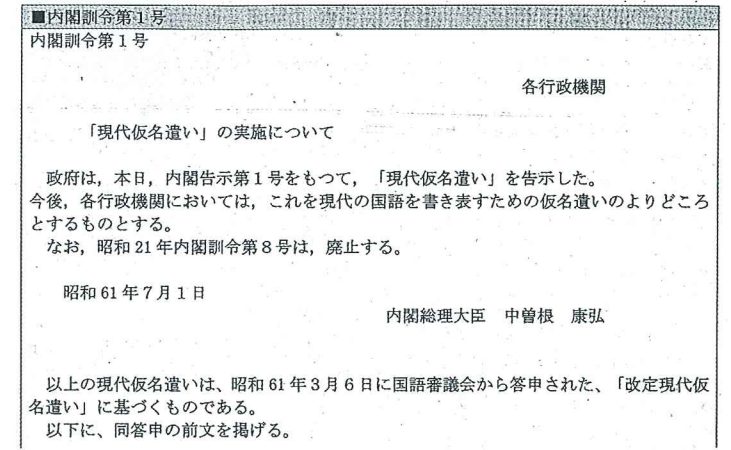 ■内閣訓令第１号
内閣訓令第１号
各行政機関
「現代仮名遣い」の実施について
政府は，本日，内閣告示第１号をもつて，「現代仮名遣い」を告示した。
今後，各行政機関においては，これを現代の国語を書き表すための仮名遣いのよりどころ
とするものとする。
なお，昭和 21 年内閣訓令第８号は，廃止する。
昭和 61 年７月１日
内閣総理大臣　中曽根　康弘
以上の現代仮名遣いは、昭和 61 年３月６日に国語審議会から答申された、「改定現代仮
名遣い」に基づくものである。
以下に、同答申の前文を掲げる。